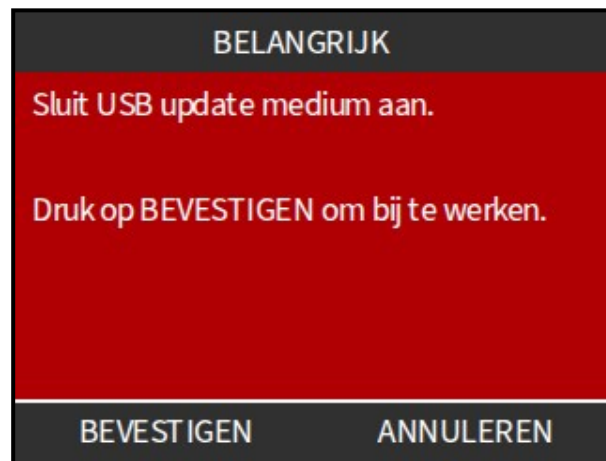 BELANGRIJK
Sluit USB update medium aan.
Druk op BEVESTIGEN om bij te werken.
BEVESTIGEN ANNULEREN